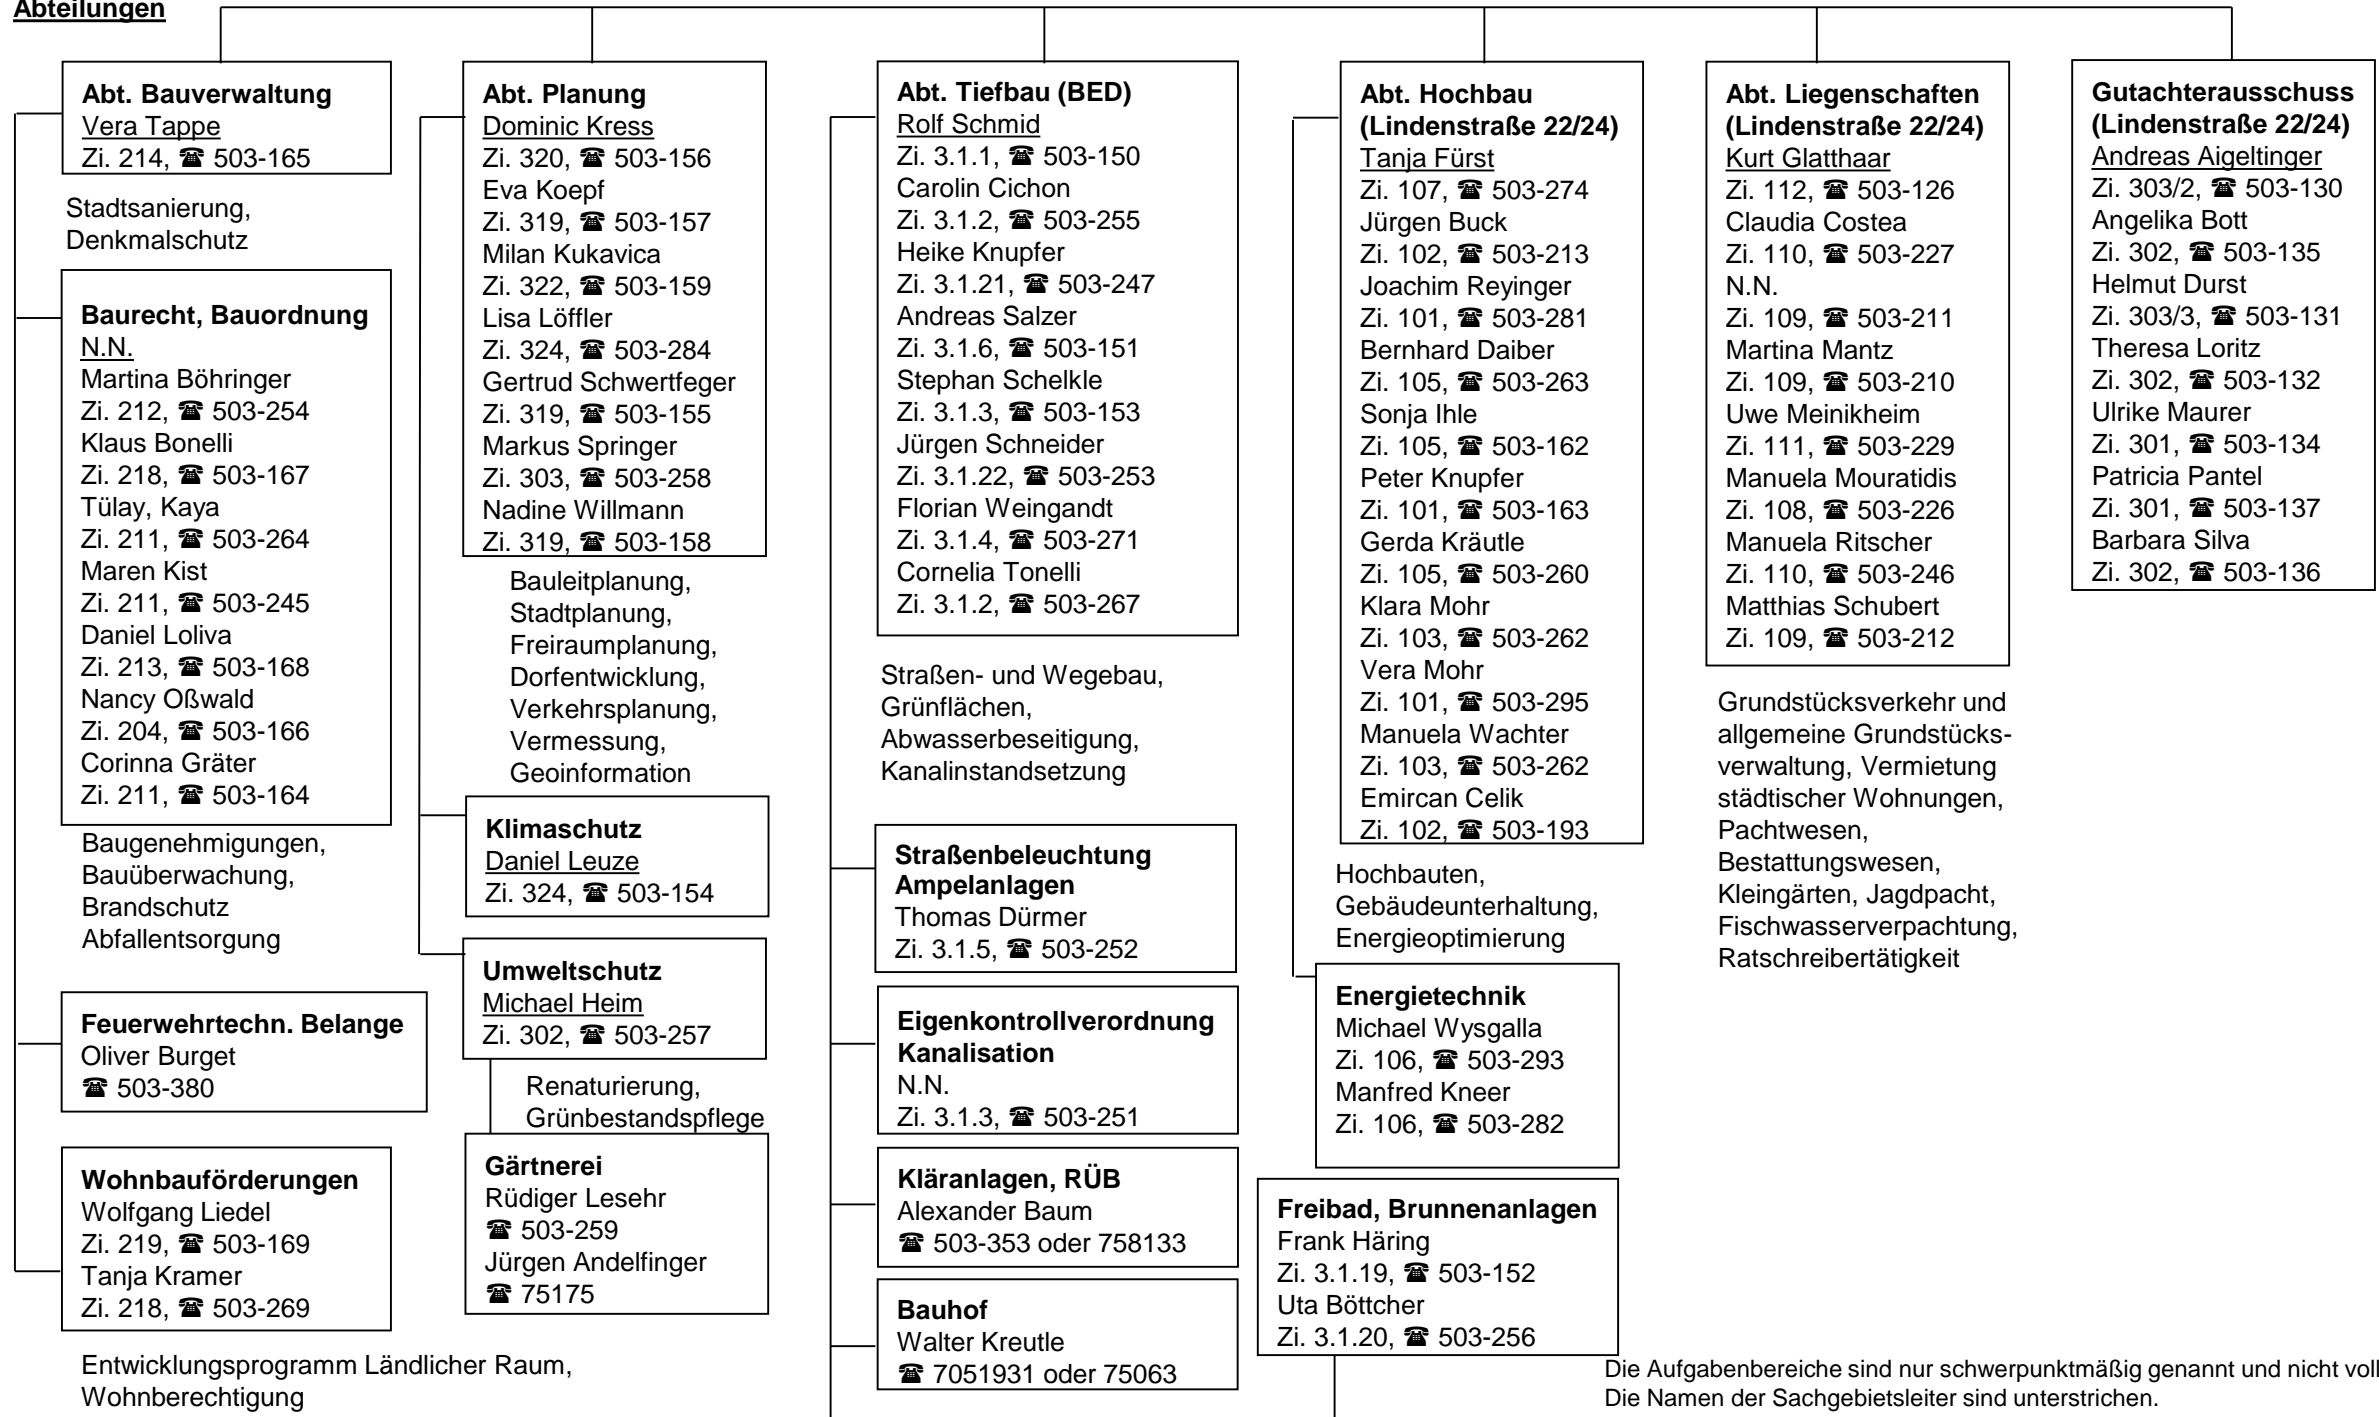 Abteilungen
Abt. Bauverwaltung
Vera Tappe
Zi. 214, ☎ 503-165
Stadtsanierung,
Denkmalschutz
Baurecht, Bauordnung
N.N.
Martina Böhringer
Zi. 212, ☎ 503-254
Klaus Bonelli
Zi. 218, ☎ 503-167
Tülay, Kaya
Zi. 211, ☎ 503-264
Maren Kist
Zi. 211, ☎ 503-245
Daniel Loliva
Zi. 213, ☎ 503-168
Nancy Oßwald
Zi. 204, ☎ 503-166
Corinna Gräter
Zi. 211, ☎ 503-164
Baugenehmigungen,
Bauüberwachung,
Brandschutz
Abfallentsorgung
Feuerwehrtechn. Belange
Oliver Burget
☎ 503-380
Wohnbauförderungen
Wolfgang Liedel
Zi. 219, ☎ 503-169
Tanja Kramer
Zi. 218, ☎ 503-269
Entwicklungsprogramm Ländlicher Raum,
Wohnberechtigung
Abt. Planung
Dominic Kress
Zi. 320, ☎ 503-156
Eva Koepf
Zi. 319, ☎ 503-157
Milan Kukavica
Zi. 322, ☎ 503-159
Lisa Löffler
Zi. 324, ☎ 503-284
Gertrud Schwertfeger
Zi. 319, ☎ 503-155
Markus Springer
Zi. 303, ☎ 503-258
Nadine Willmann
Zi. 319, ☎ 503-158
Bauleitplanung,
Stadtplanung,
Freiraumplanung,
Dorfentwicklung,
Verkehrsplanung,
Vermessung,
Geoinformation
Klimaschutz
Daniel Leuze
Zi. 324, ☎ 503-154
Umweltschutz
Michael Heim
Zi. 302, ☎ 503-257
Renaturierung,
Grünbestandspflege
Gärtnerei
Rüdiger Lesehr
☎ 503-259
Jürgen Andelfinger
☎ 75175
Abt. Tiefbau (BED)
Rolf Schmid
Zi. 3.1.1, ☎ 503-150
Carolin Cichon
Zi. 3.1.2, ☎ 503-255
Heike Knupfer
Zi. 3.1.21, ☎ 503-247
Andreas Salzer
Zi. 3.1.6, ☎ 503-151
Stephan Schelkle
Zi. 3.1.3, ☎ 503-153
Jürgen Schneider
Zi. 3.1.22, ☎ 503-253
Florian Weingandt
Zi. 3.1.4, ☎ 503-271
Cornelia Tonelli
Zi. 3.1.2, ☎ 503-267
Straßen- und Wegebau,
Grünflächen,
Abwasserbeseitigung,
Kanalinstandsetzung
Straßenbeleuchtung
Ampelanlagen
Thomas Dürmer
Zi. 3.1.5, ☎ 503-252
Eigenkontrollverordnung
Kanalisation
N.N.
Zi. 3.1.3, ☎ 503-251
Kläranlagen, RÜB
Alexander Baum
☎ 503-353 oder 758133
Bauhof
Walter Kreutle
☎ 7051931 oder 75063
Abt. Hochbau
(Lindenstraße 22/24)
Tanja Fürst
Zi. 107, ☎ 503-274
Jürgen Buck
Zi. 102, ☎ 503-213
Joachim Reyinger
Zi. 101, ☎ 503-281
Bernhard Daiber
Zi. 105, ☎ 503-263
Sonja Ihle
Zi. 105, ☎ 503-162
Peter Knupfer
Zi. 101, ☎ 503-163
Gerda Kräutle
Zi. 105, ☎ 503-260
Klara Mohr
Zi. 103, ☎ 503-262
Vera Mohr
Zi. 101, ☎ 503-295
Manuela Wachter
Zi. 103, ☎ 503-262
Emircan Celik
Zi. 102, ☎ 503-193
Hochbauten,
Gebäudeunterhaltung,
Energieoptimierung
Energietechnik
Michael Wysgalla
Zi. 106, ☎ 503-293
Manfred Kneer
Zi. 106, ☎ 503-282
Freibad, Brunnenanlagen
Frank Häring
Zi. 3.1.19, ☎ 503-152
Uta Böttcher
Zi. 3.1.20, ☎ 503-256
Abt. Liegenschaften
(Lindenstraße 22/24)
Kurt Glatthaar
Zi. 112, ☎ 503-126
Claudia Costea
Zi. 110, ☎ 503-227
N.N.
Zi. 109, ☎ 503-211
Martina Mantz
Zi. 109, ☎ 503-210
Uwe Meinikheim
Zi. 111, ☎ 503-229
Manuela Mouratidis
Zi. 108, ☎ 503-226
Manuela Ritscher
Zi. 110, ☎ 503-246
Matthias Schubert
Zi. 109, ☎ 503-212
Grundstücksverkehr und
allgemeine Grundstücks-
verwaltung, Vermietung
städtischer Wohnungen,
Pachtwesen,
Bestattungswesen,
Kleingärten, Jagdpacht,
Fischwasserverpachtung,
Ratschreibertätigkeit
Gutachterausschuss
(Lindenstraße 22/24)
Andreas Aigeltinger
Zi. 303/2, ☎ 503-130
Angelika Bott
Zi. 302, ☎ 503-135
Helmut Durst
Zi. 303/3, ☎ 503-131
Theresa Loritz
Zi. 302, ☎ 503-132
Ulrike Maurer
Zi. 301, ☎ 503-134
Patricia Pantel
Zi. 301, ☎ 503-137
Barbara Silva
Zi. 302, ☎ 503-136
Die Aufgabenbereiche sind nur schwerpunktmäßig genannt und nicht voll
Die Namen der Sachgebietsleiter sind unterstrichen.